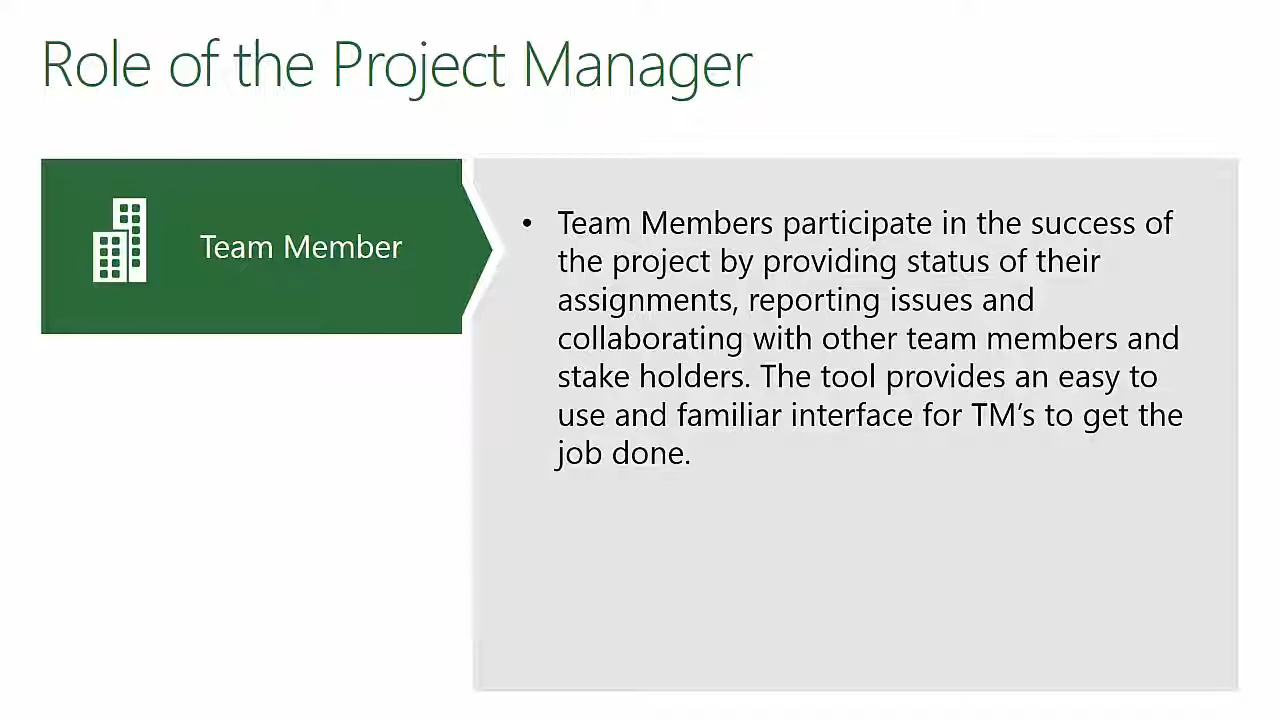 Role of the Project Manager
Team Member
• Team Members participate in the success of
the project by providing status of their
assignments, reporting issues and
collaborating with other team members and
stake holders. The tool provides an easy to
use and familiar interface for TM’s to get the
job done.